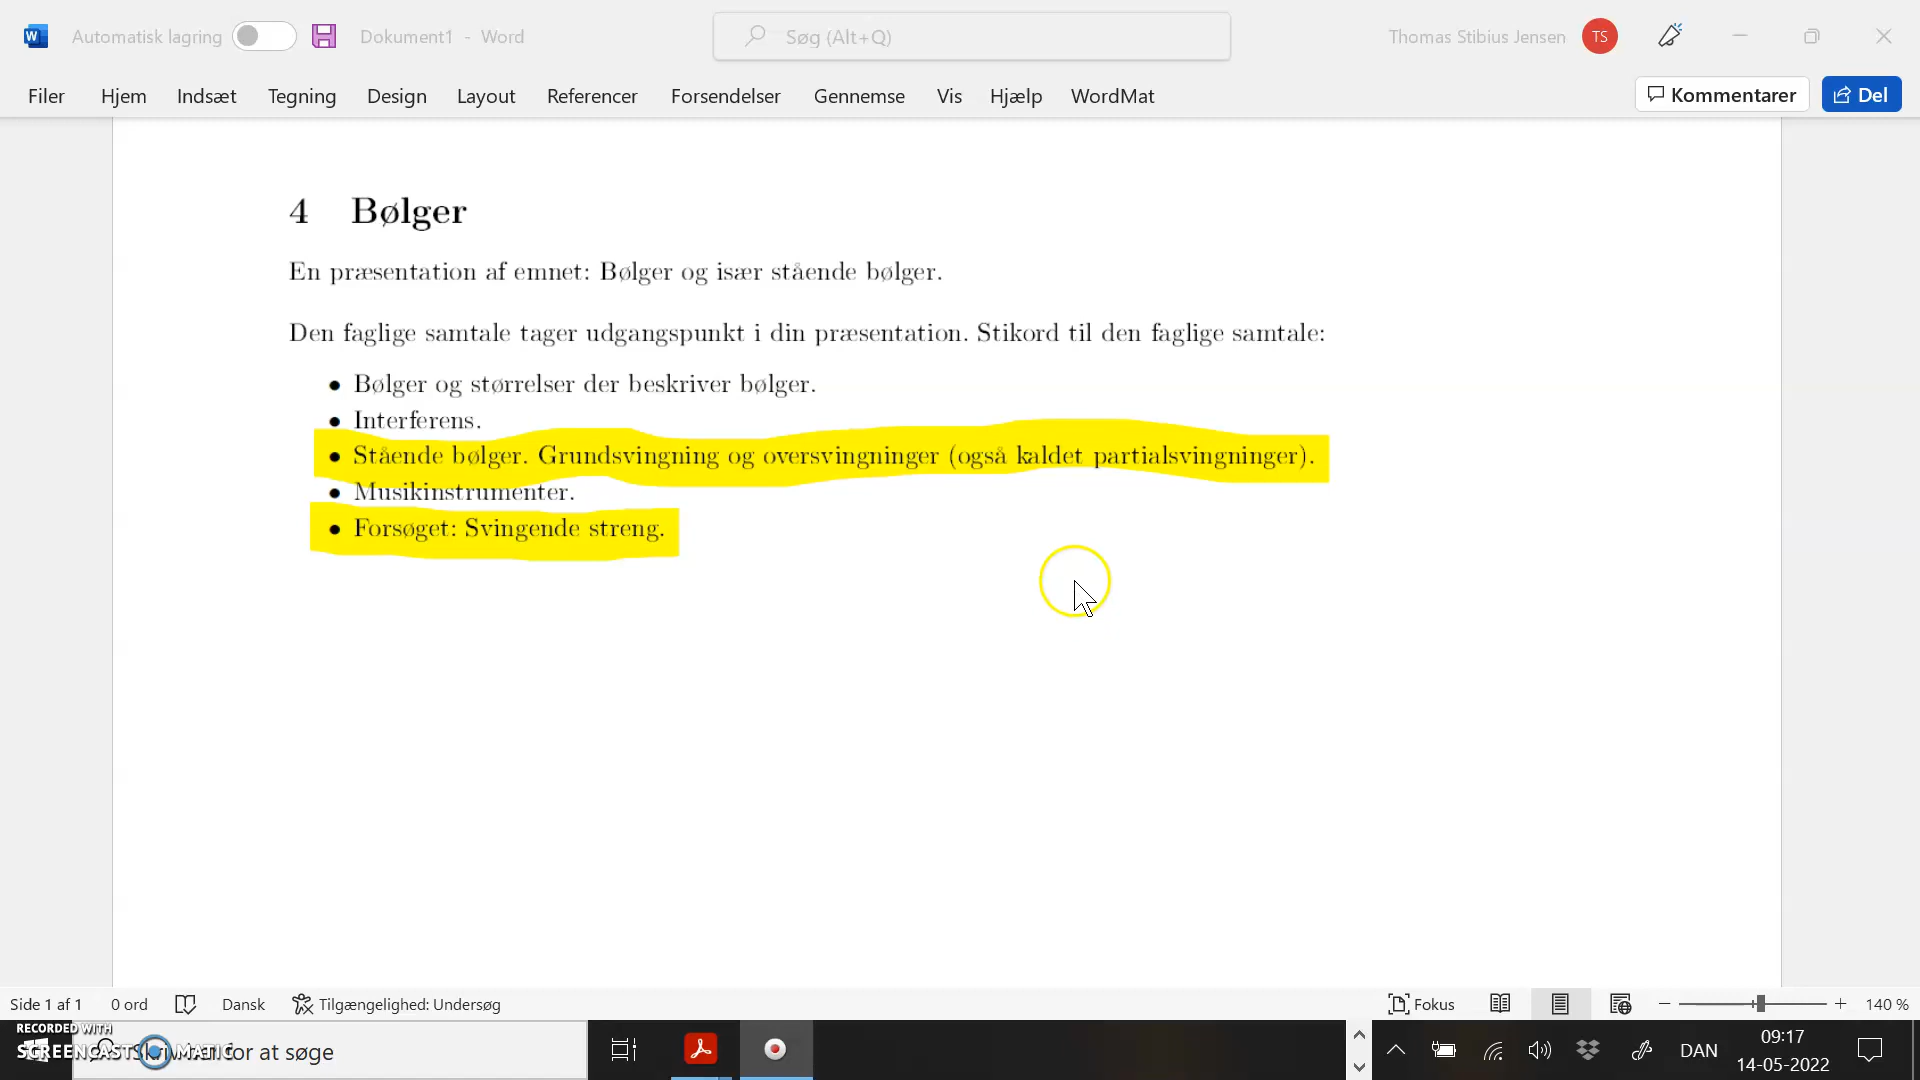 Automatisk lagring Dokument1 - Word Søg (Alt+Q) Thomas Stibius Jensen TS
Filer Hjem Indsæt Tegning Design Layout Referencer Forsendelser Gennemse Vis Hjælp WordMat Kommentarer Del
4 Bølger
En præsentation af emnet: Bølger og især stående bølger.
Den faglige samtale tager udgangspunkt i din præsentation. Stikord til den faglige samtale:
• Bølger og størrelser der beskriver bølger.
• Interferens.
• Stående bølger. Grundsvingning og oversvingninger (også kaldet partialsvingninger).
• Musikinstrumenter.
• Forsøget: Svingende streng.
Side 1 af 1 0 ord Dansk Tilgængelighed: Undersøg Fokus 140 %
RECORDED WITH
SCREENCAST MATIC
for at søge
DAN
09:17
14-05-2022